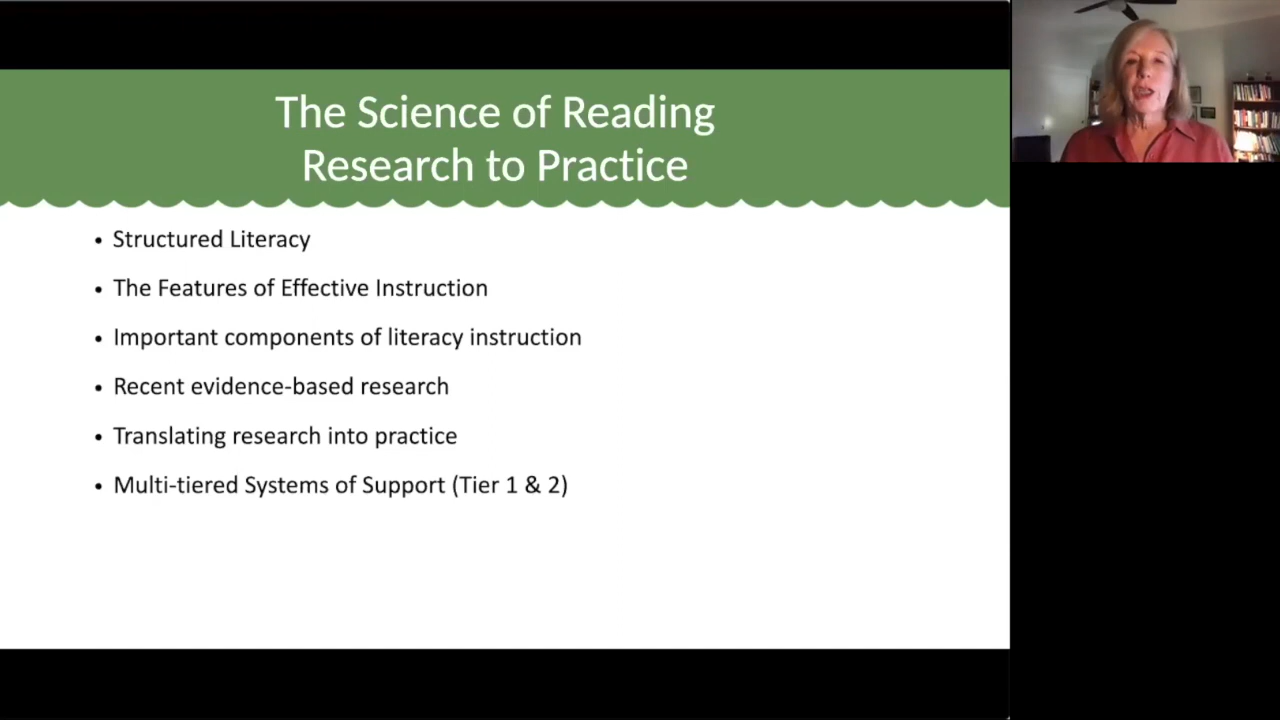 The Science of Reading
Research to Practice
• Structured Literacy
• The Features of Effective Instruction
• Important components of literacy instruction
• Recent evidence-based research
• Translating research into practice
• Multi-tiered Systems of Support (Tier 1 & 2)